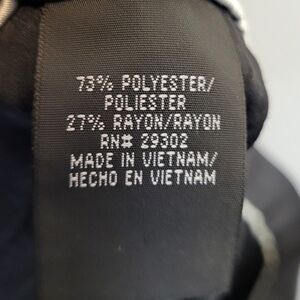 73% POLYESTER/
POLIESTER
27% RAYON/RAYON
RN# 29302
MADE IN VIETNAM/
HECHO EN VIETNAM